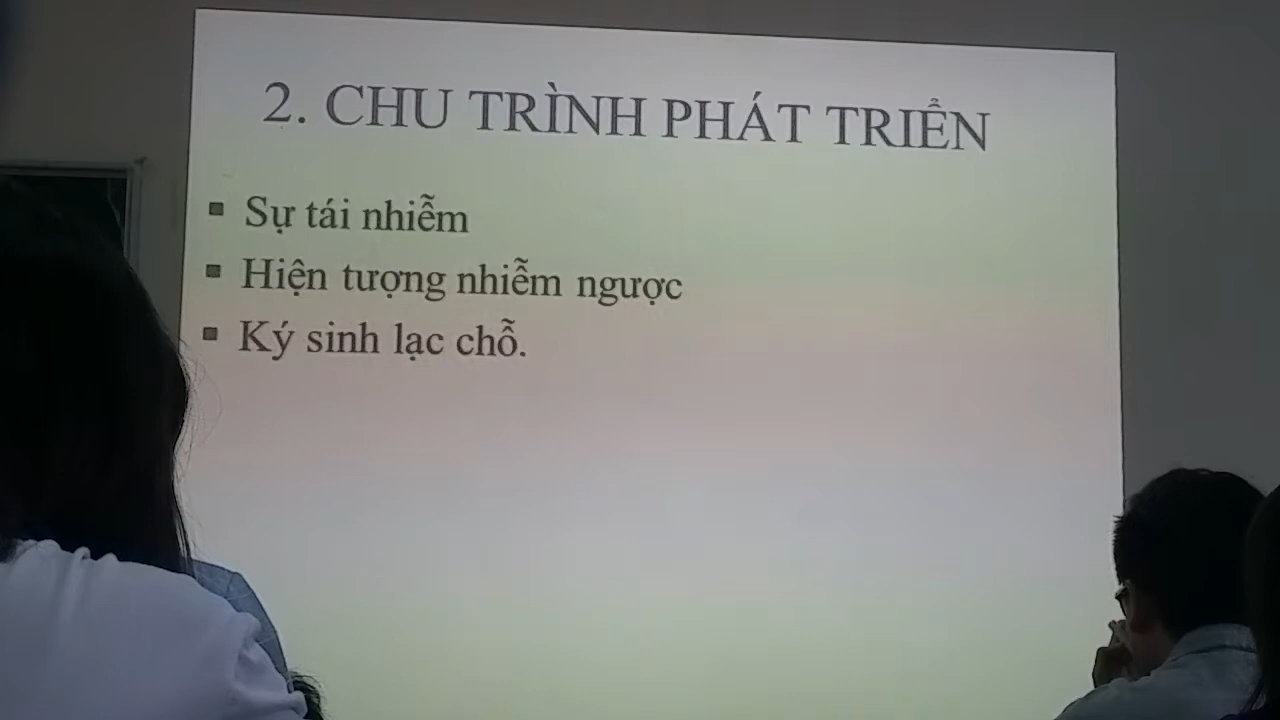 2. CHU TRÌNH PHÁT TRIỂN
▪ Sự tái nhiễm
▪ Hiện tượng nhiễm ngược
▪ Ký sinh lạc chỗ.